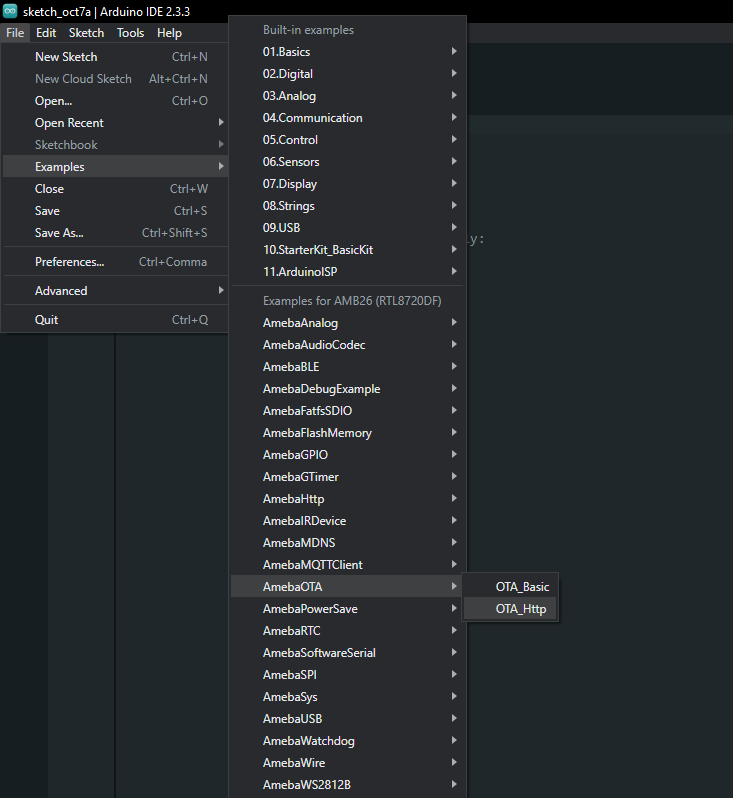 sketch_oct7a | Arduino IDE 2.3.3
File Edit Sketch Tools Help
New Sketch Ctrl+N
New Cloud Sketch Alt+Ctrl+N
Open... Ctrl+O
Open Recent
Sketchbook
Examples
Close Ctrl+W
Save Ctrl+S
Save As... Ctrl+Shift+S
Preferences... Ctrl+Comma
Advanced
Quit Ctrl+Q
Built-in examples
01.Basics
02.Digital
03.Analog
04.Communication
05.Control
06.Sensors
07.Display
08.Strings
09.USB
10.StarterKit_BasicKit
11.ArduinoISP
Examples for AMB26 (RTL8720DF)
AmebaAnalog
AmebaAudioCodec
AmebaBLE
AmebaDebugExample
AmebaFatfsSDIO
AmebaFlashMemory
AmebaGPIO
AmebaGTimer
AmebaHttp
AmebaIRDevice
AmebaMDNS
AmebaMQTTClient
AmebaOTA
AmebaPowerSave
AmebaRTC
AmebaSoftwareSerial
AmebaSPI
AmebaSys
AmebaUSB
AmebaWatchdog
AmebaWire
AmebaWS2812B
OTA_Basic
OTA_Http
ly: